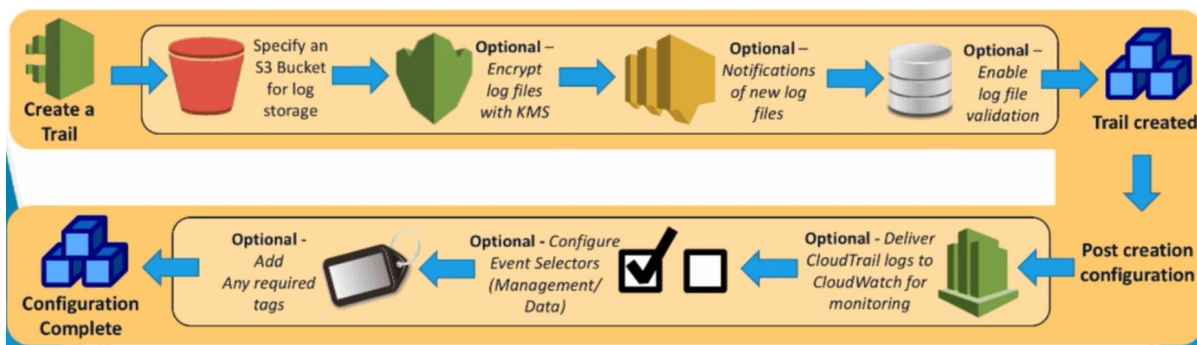 Create a
Trail
Specify an
S3 Bucket
for log
storage
Optional –
Encrypt
log files
with KMS
Optional –
Notifications
of new log
files
Optional –
Enable
log file
validation
Trail created
Post creation
configuration
Optional - Deliver
CloudTrail logs to
CloudWatch for
monitoring
Optional - Configure
Event Selectors
(Management/
Data)
Optional -
Add
Any required
tags
Configuration
Complete